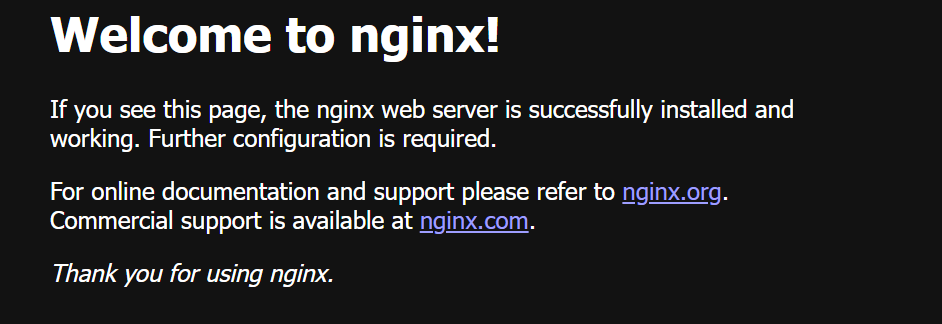 Welcome to nginx!
If you see this page, the nginx web server is successfully installed and
working. Further configuration is required.
For online documentation and support please refer to nginx.org.
Commercial support is available at nginx.com.
Thank you for using nginx.